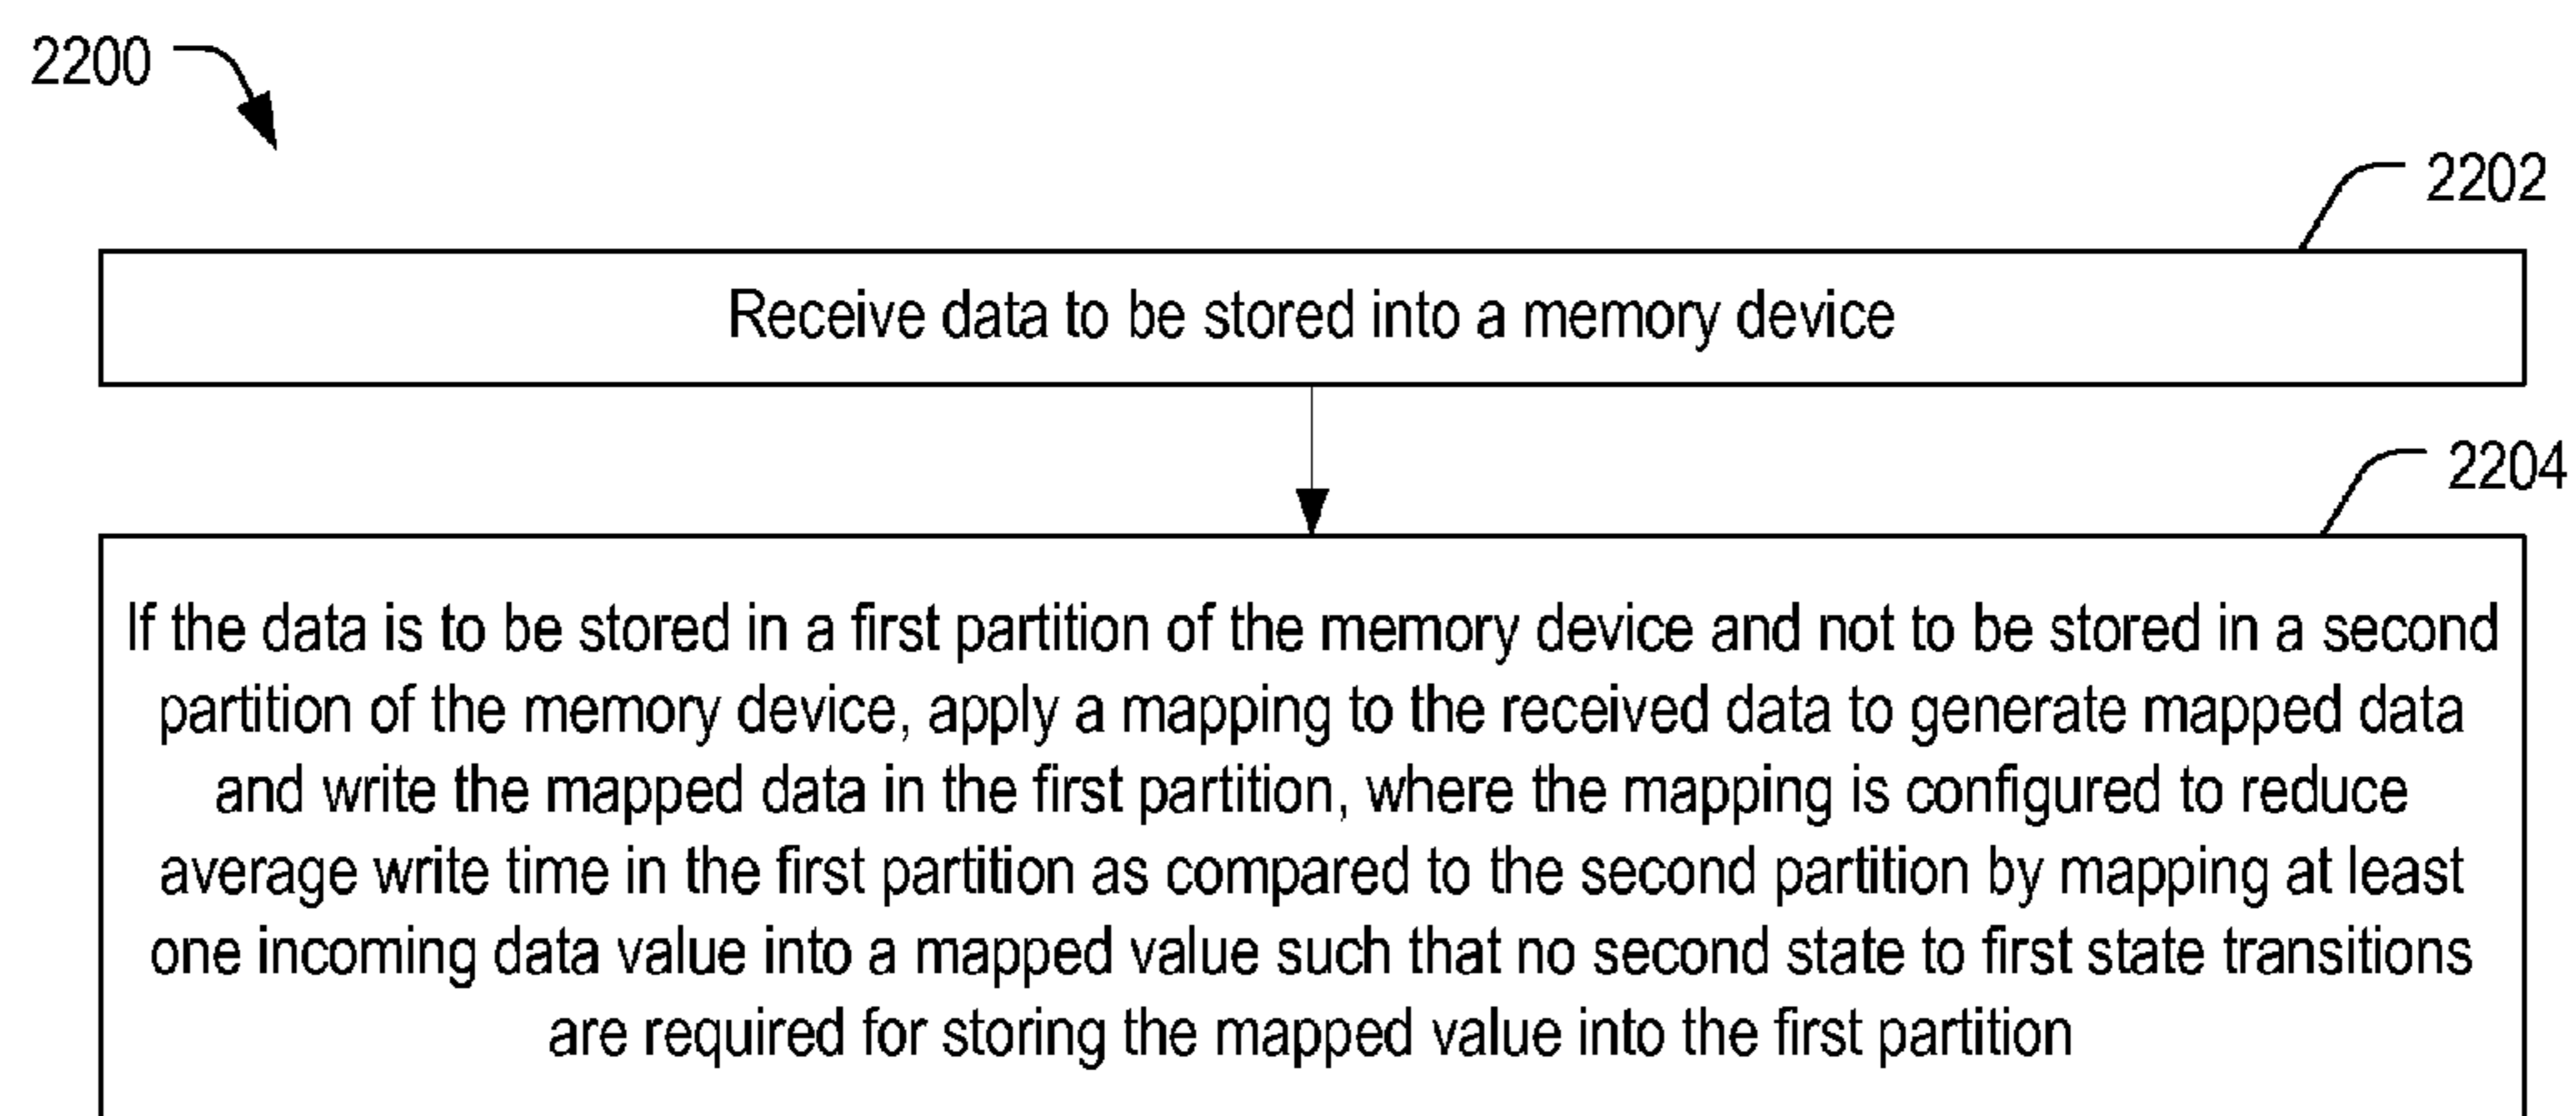 2200
2202
Receive data to be stored into a memory device
2204
If the data is to be stored in a first partition of the memory device and not to be stored in a second
partition of the memory device, apply a mapping to the received data to generate mapped data
and write the mapped data in the first partition, where the mapping is configured to reduce
average write time in the first partition as compared to the second partition by mapping at least
one incoming data value into a mapped value such that no second state to first state transitions
are required for storing the mapped value into the first partition